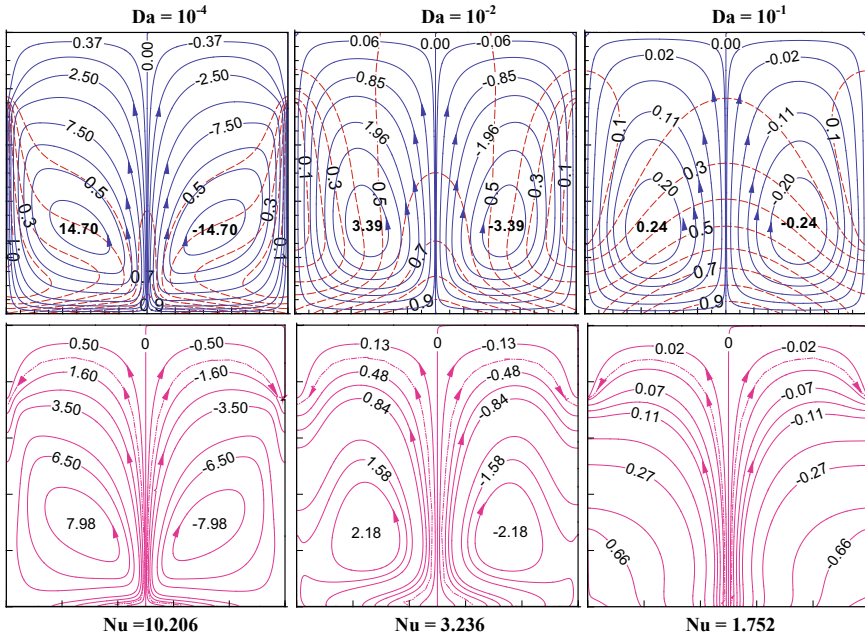 Da = 10⁻⁴ Da = 10⁻² Da = 10⁻¹
0.37 0.00 -0.37 0.06 0.00 -0.06 0.02 0.00 -0.02
2.50 -2.50 0.85 -0.85 0.11 -0.11
7.50 -7.50 1.96 -1.96 0.1 0.1
0.5 0.5 0.1 0.3 0.5 0.5 0.3 0.1 0.3
0.3 0.3 0.20 -0.20
14.70 -14.70 3.39 -3.39 0.24 0.5 -0.24
0.1 0.1 0.7 0.7
0.7 0.9 0.9
0.9
0.50 0 -0.50 0.13 0 -0.13 0.02 0 -0.02
1.60 -1.60 0.48 -0.48 0.07 -0.07
3.50 -3.50 0.84 -0.84 0.11 -0.11
6.50 -6.50 1.58 -1.58 0.27 -0.27
7.98 -7.98 2.18 -2.18 0.66 -0.66
Nu =10.206 Nu = 3.236 Nu = 1.752